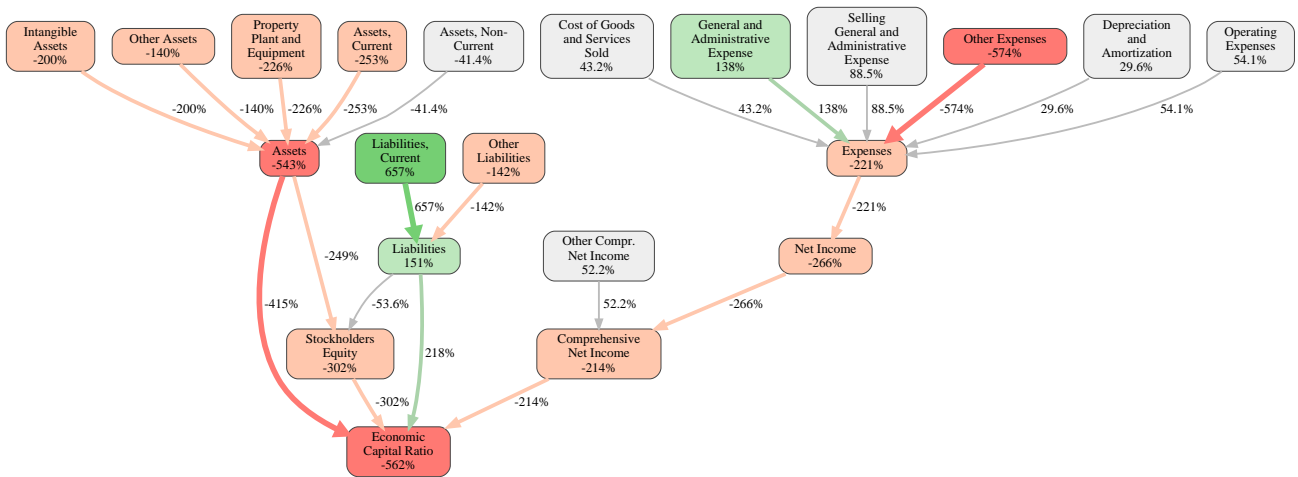 Intangible
Assets
-200%
Other Assets
-140%
Property
Plant and
Equipment
-226%
Assets,
Current
-253%
Assets, Non-
Current
-41.4%
Cost of Goods
and Services
Sold
43.2%
General and
Administrative
Expense
138%
Selling
General and
Administrative
Expense
88.5%
Other Expenses
-574%
Depreciation
and
Amortization
29.6%
Operating
Expenses
54.1%
-200%
-140%
-226%
-253%
-41.4%
43.2%
138%
88.5%
-574%
29.6%
54.1%
Assets
-543%
Liabilities,
Current
657%
Other
Liabilities
-142%
Expenses
-221%
657%
-142%
-221%
-249%
Liabilities
151%
Other Compr.
Net Income
52.2%
Net Income
-266%
-415%
-53.6%
52.2%
-266%
Stockholders
Equity
-302%
218%
Comprehensive
Net Income
-214%
-302%
-214%
Economic
Capital Ratio
-562%